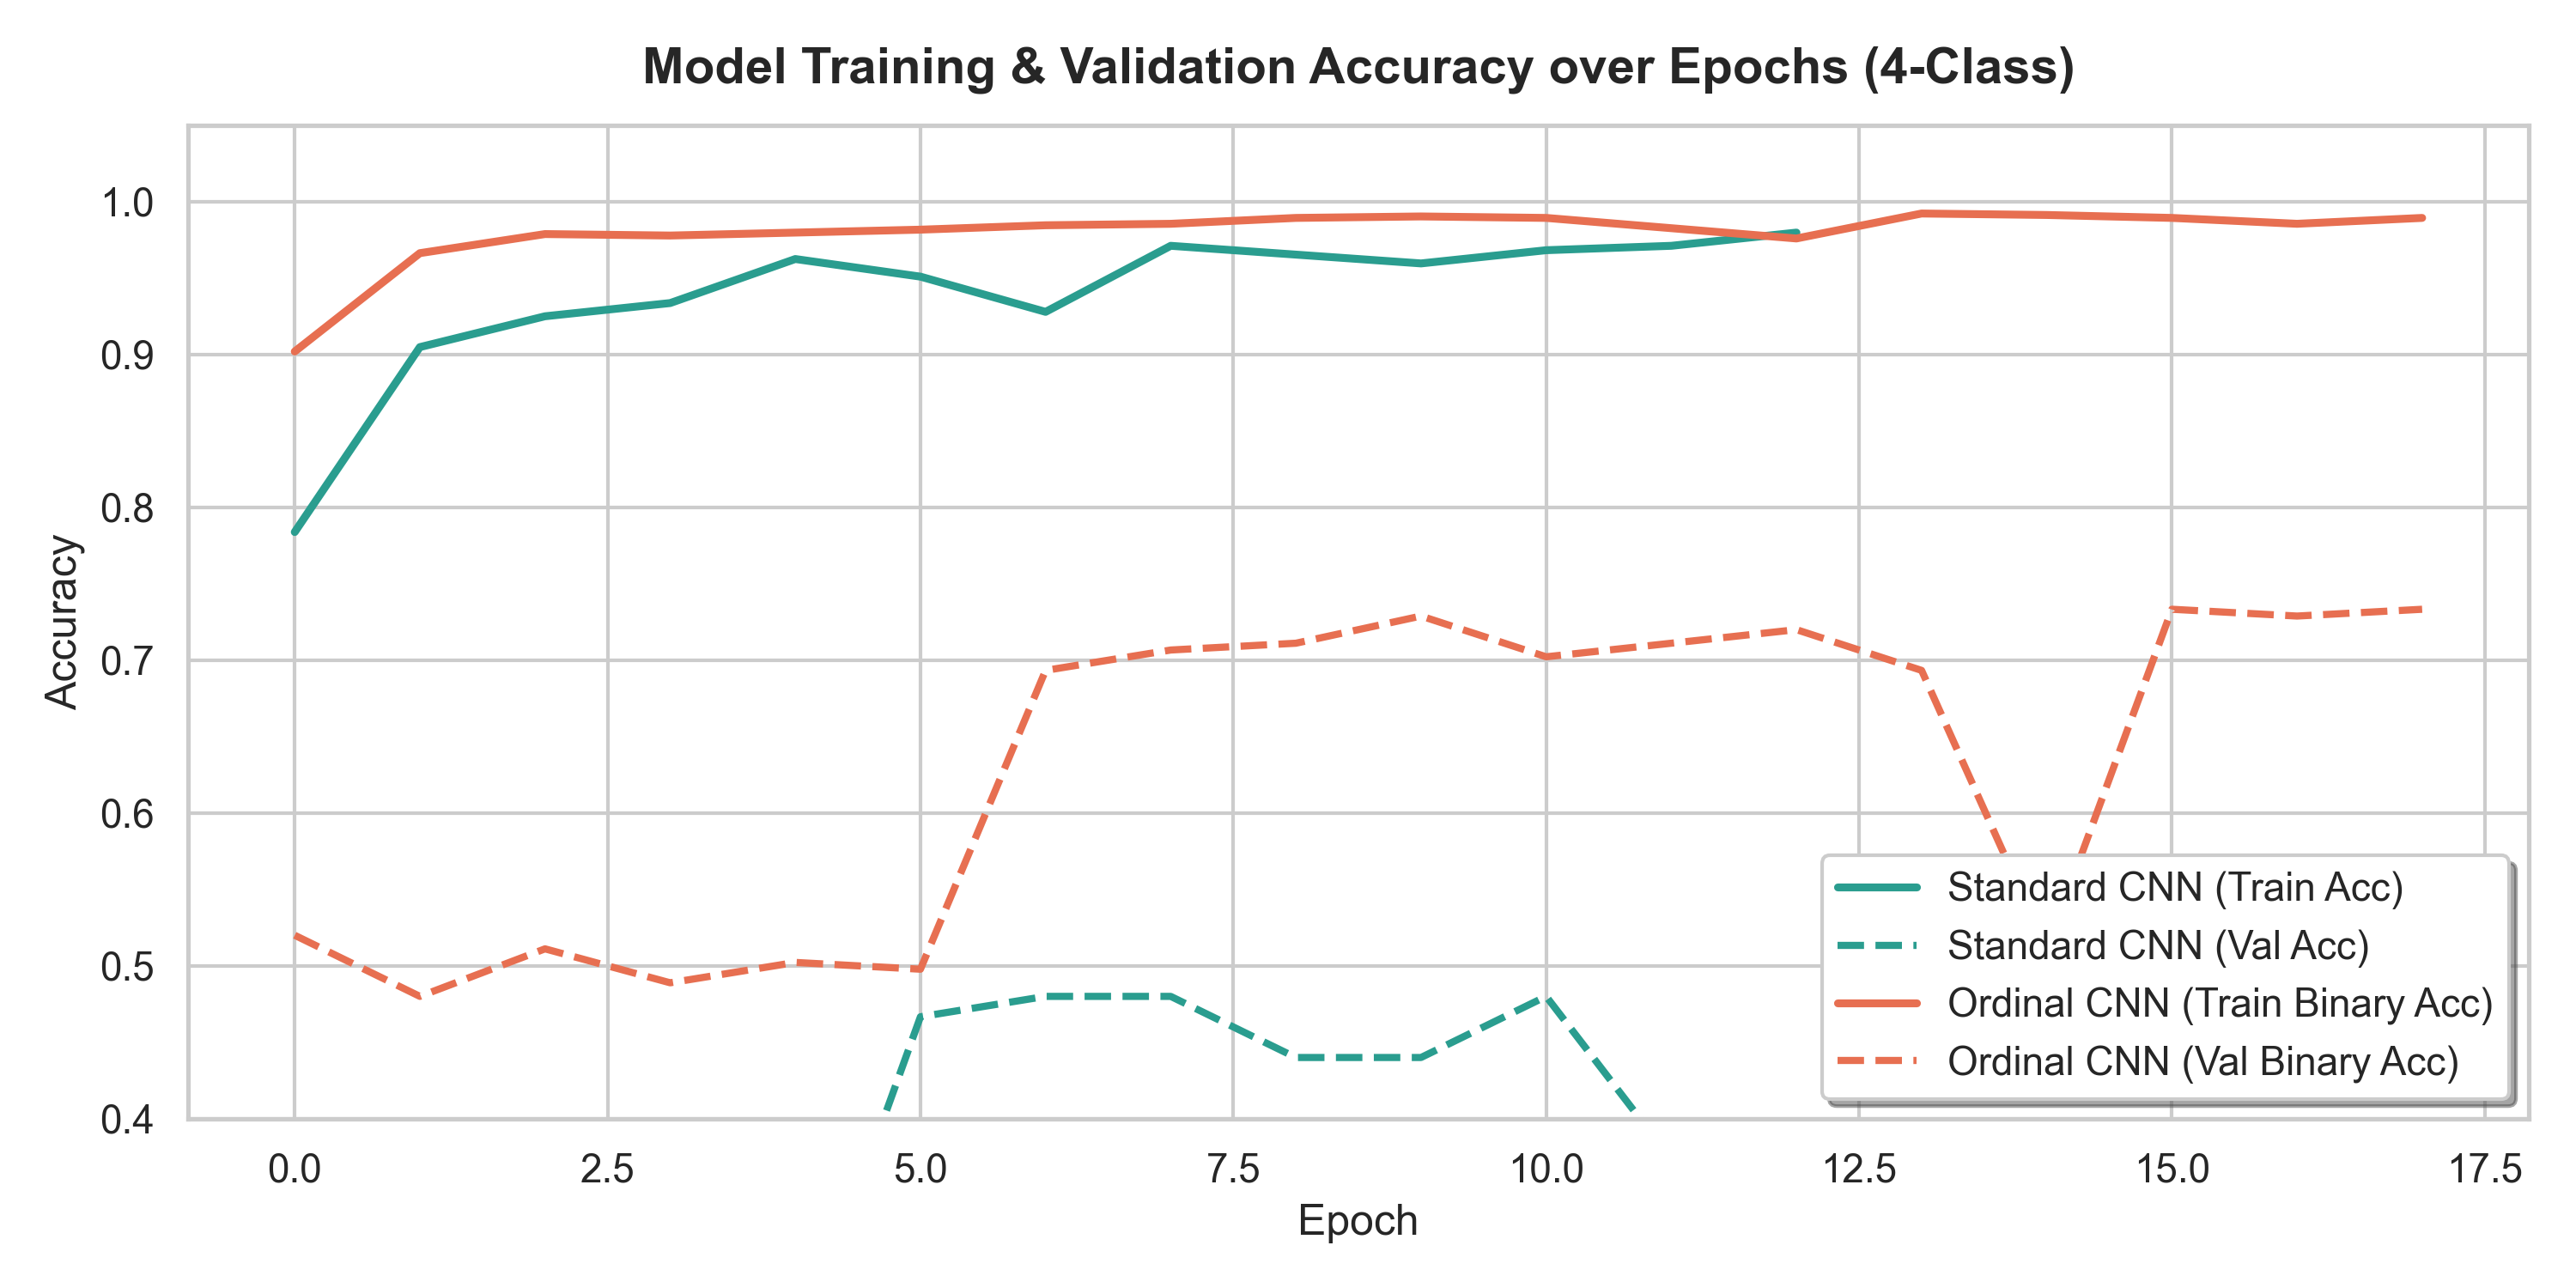 Model Training & Validation Accuracy over Epochs (4-Class)
Accuracy
1.0
0.9
0.8
0.7
0.6
0.5
0.4
Standard CNN (Train Acc)
Standard CNN (Val Acc)
Ordinal CNN (Train Binary Acc)
Ordinal CNN (Val Binary Acc)
0.0 2.5 5.0 7.5 10.0 12.5 15.0 17.5
Epoch